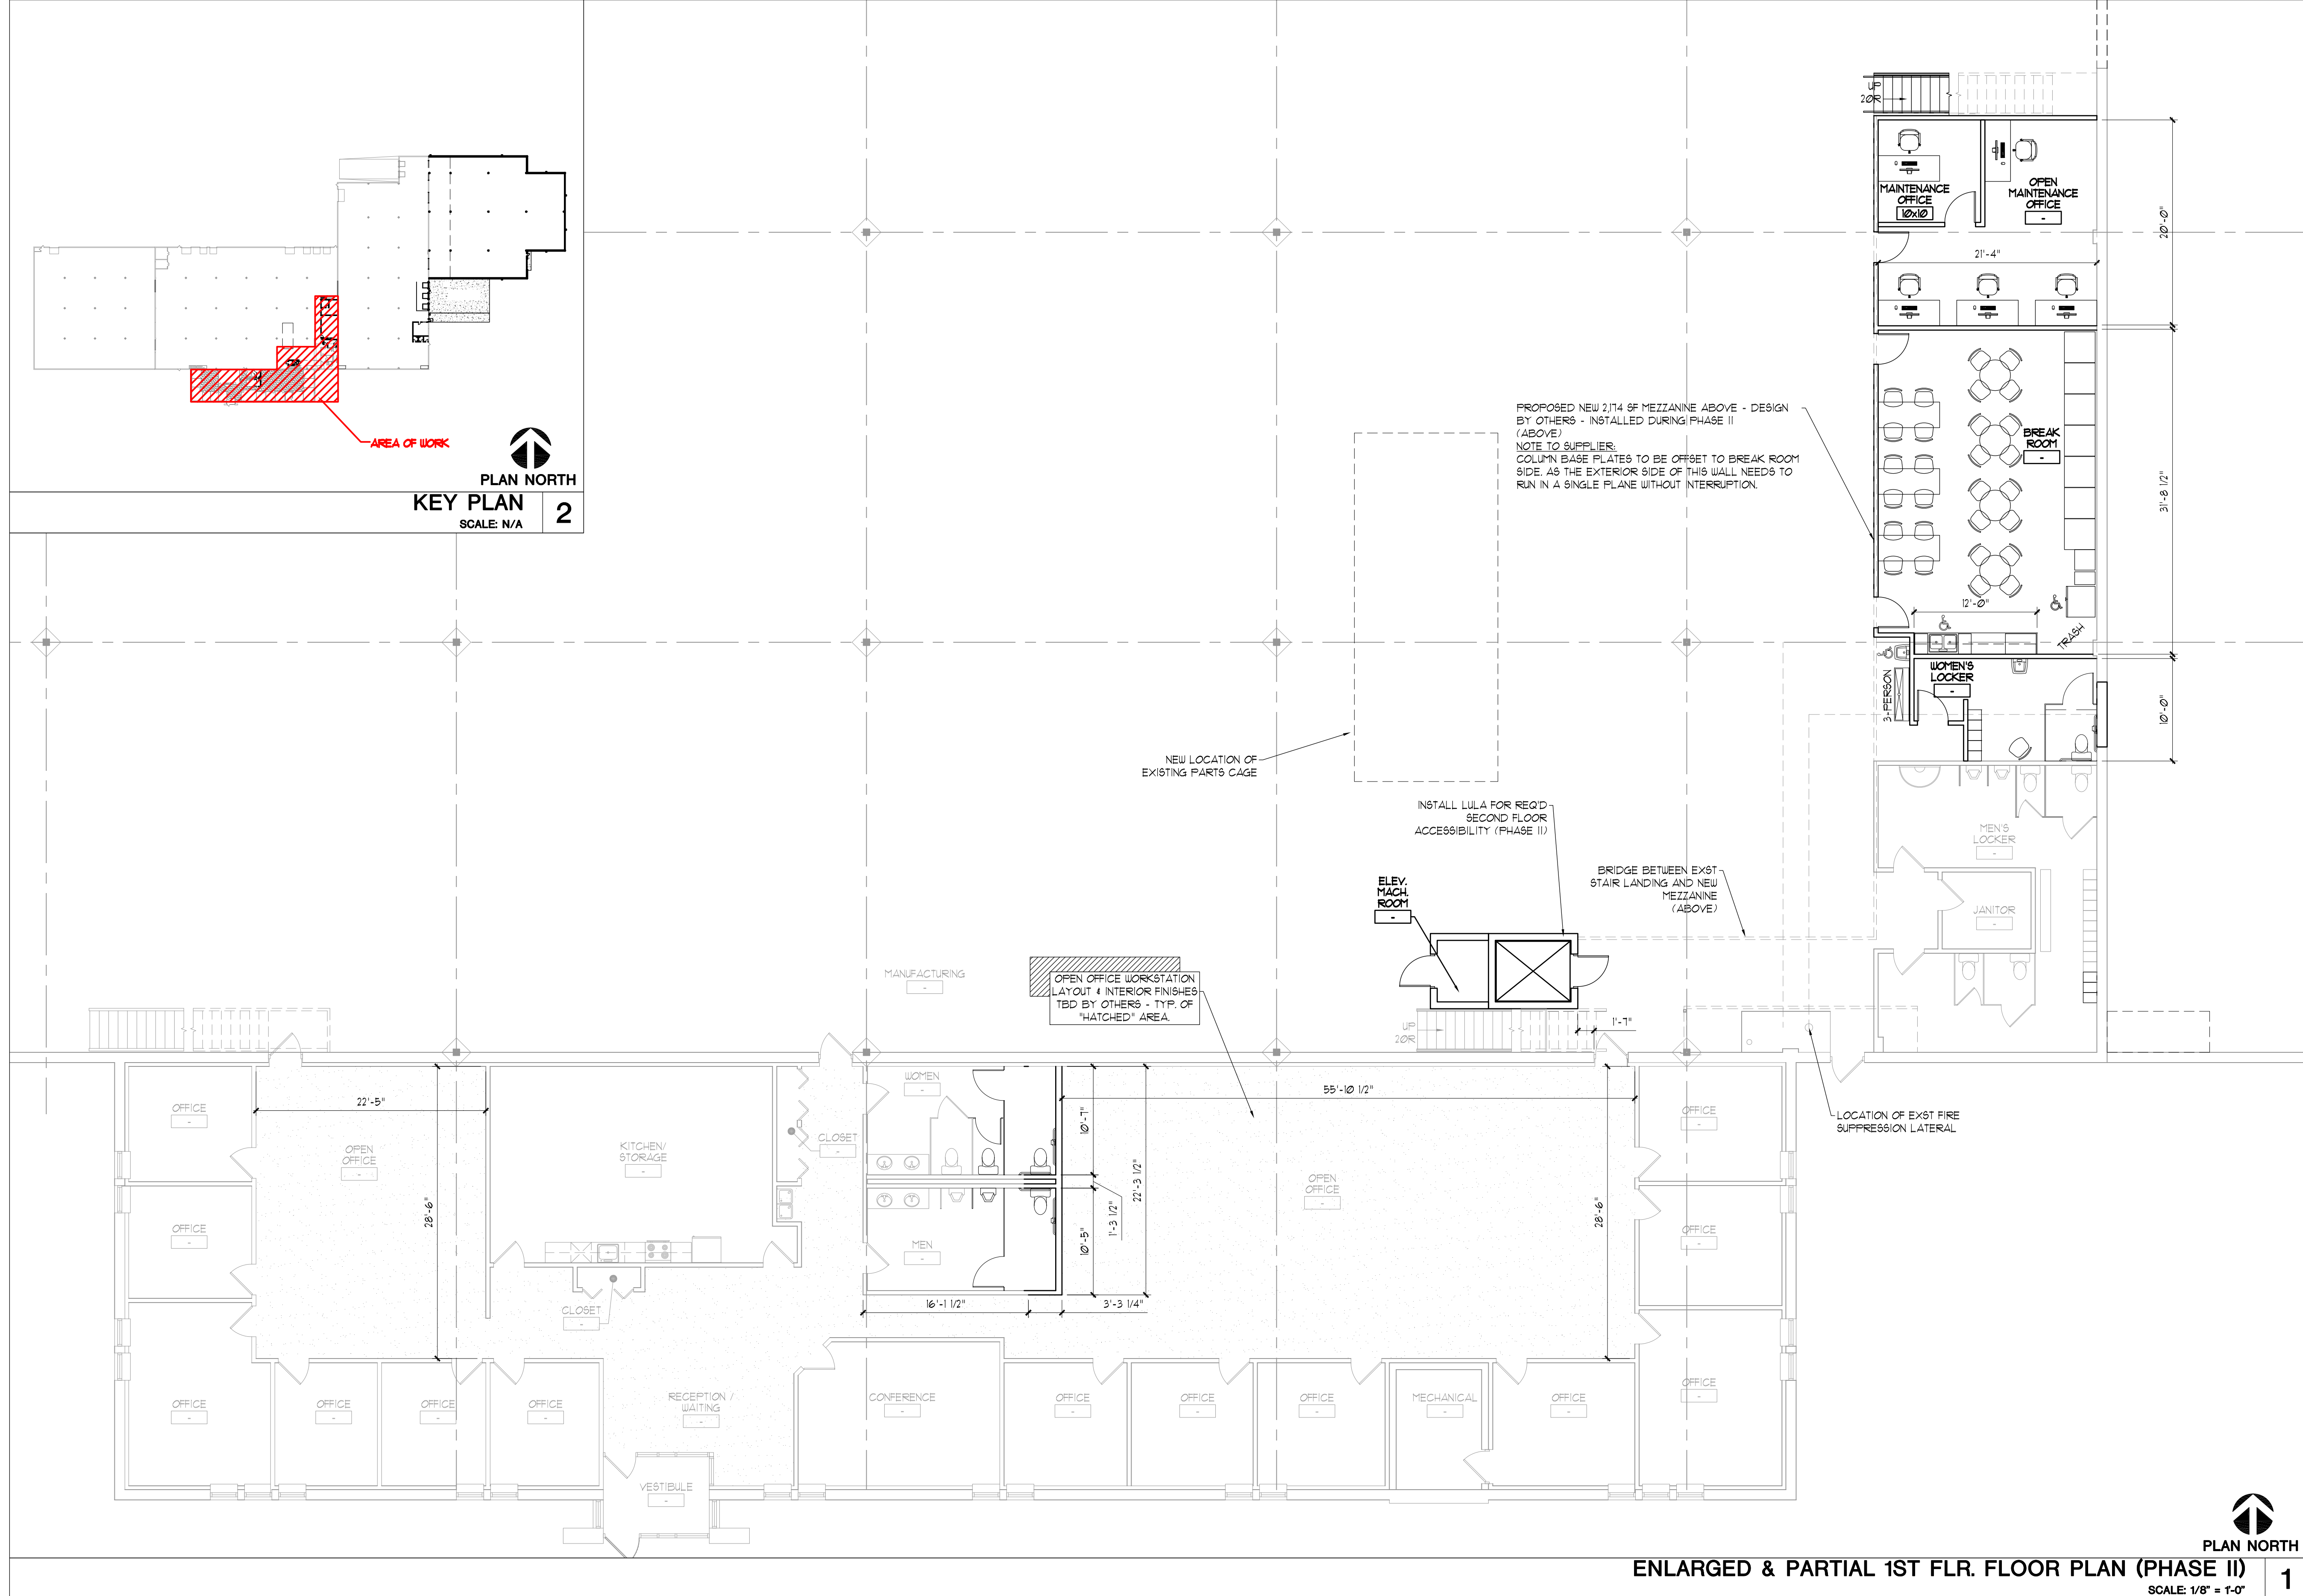 AREA OF WORK
PLAN NORTH
KEY PLAN
SCALE: N/A
2
UP
20R
MAINTENANCE
OFFICE
10x10
OPEN
MAINTENANCE
OFFICE
-
20'-0"
21'-4"
PROPOSED NEW 2,174 SF MEZZANINE ABOVE - DESIGN
BY OTHERS - INSTALLED DURING PHASE II
(ABOVE)
NOTE TO SUPPLIER:
COLUMN BASE PLATES TO BE OFFSET TO BREAK ROOM
SIDE. AS THE EXTERIOR SIDE OF THIS WALL NEEDS TO
RUN IN A SINGLE PLANE WITHOUT INTERRUPTION.
BREAK
ROOM
-
31'-8 1/2"
12'-0"
TRASH
WOMEN'S
LOCKER
-
3-PERSON
10'-0"
NEW LOCATION OF
EXISTING PARTS CAGE
INSTALL LULA FOR REQ'D
SECOND FLOOR
ACCESSIBILITY (PHASE II)
MEN'S
LOCKER
-
BRIDGE BETWEEN EXST
STAIR LANDING AND NEW
MEZZANINE
(ABOVE)
ELEV.
MACH.
ROOM
-
JANITOR
-
MANUFACTURING
-
OPEN OFFICE WORKSTATION
LAYOUT & INTERIOR FINISHES
TBD BY OTHERS - TYP. OF
"HATCHED" AREA.
UP
20R
1'-7"
WOMEN
-
22'-5"
55'-10 1/2"
OFFICE
-
OFFICE
-
LOCATION OF EXST FIRE
SUPPRESSION LATERAL
10'-7"
CLOSET
-
KITCHEN/
STORAGE
-
OPEN
OFFICE
-
22'-3 1/2"
OPEN
OFFICE
-
28'-6"
1'-3 1/2"
28'-6"
OFFICE
-
OFFICE
-
MEN
-
10'-5"
16'-1 1/2"
3'-3 1/4"
CLOSET
-
OFFICE
-
OFFICE
-
OFFICE
-
OFFICE
-
OFFICE
-
RECEPTION /
WAITING
-
CONFERENCE
-
OFFICE
-
OFFICE
-
OFFICE
-
MECHANICAL
-
OFFICE
-
VESTIBULE
-
PLAN NORTH
ENLARGED & PARTIAL 1ST FLR. FLOOR PLAN (PHASE II)
SCALE: 1/8" = 1'-0"
1